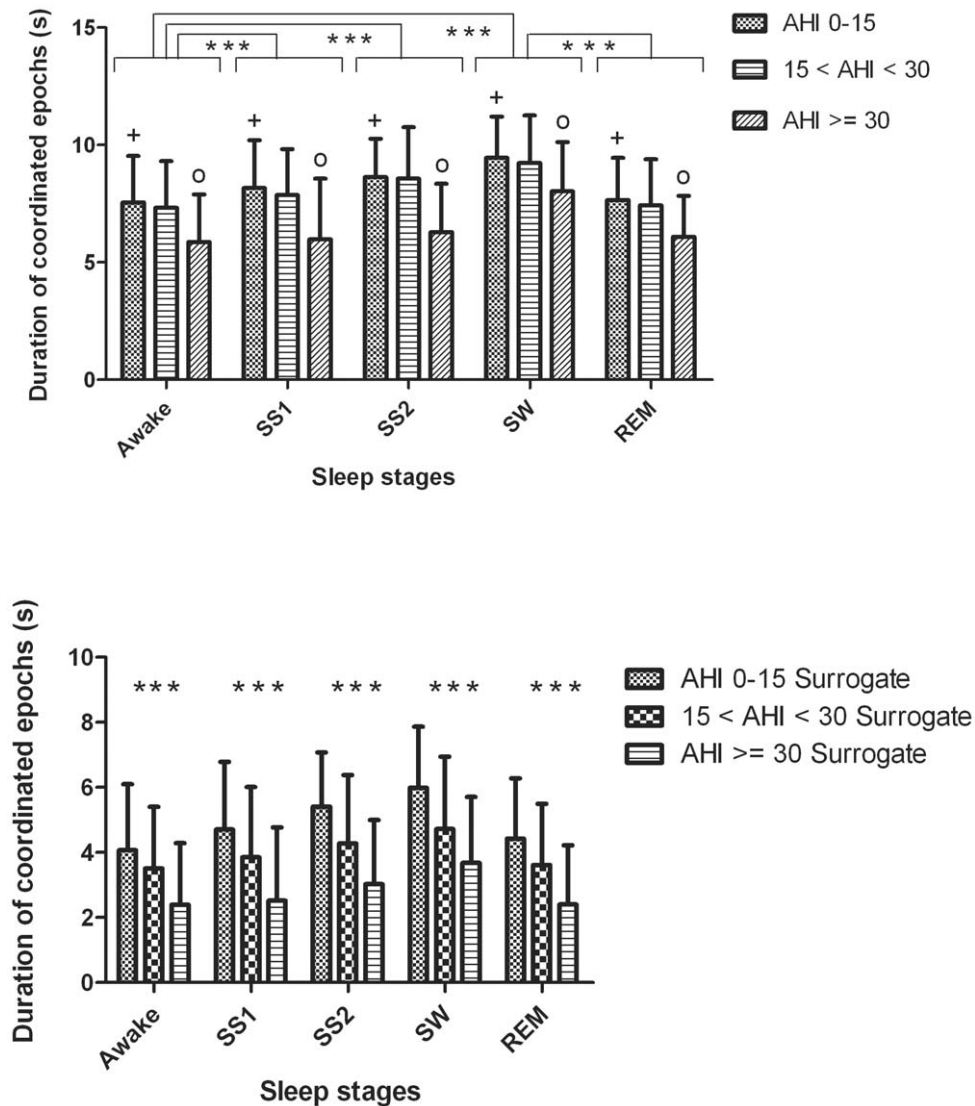 Duration of coordinated epochs (s)
15
10
5
0
*** *** *** ***
+ o + o + o + o + o
Awake SS1 SS2 SW REM
Sleep stages
AHI 0-15
15 < AHI < 30
AHI >= 30
Duration of coordinated epochs (s)
10
8
6
4
2
0
*** *** *** *** ***
Awake SS1 SS2 SW REM
Sleep stages
AHI 0-15 Surrogate
15 < AHI < 30 Surrogate
AHI >= 30 Surrogate